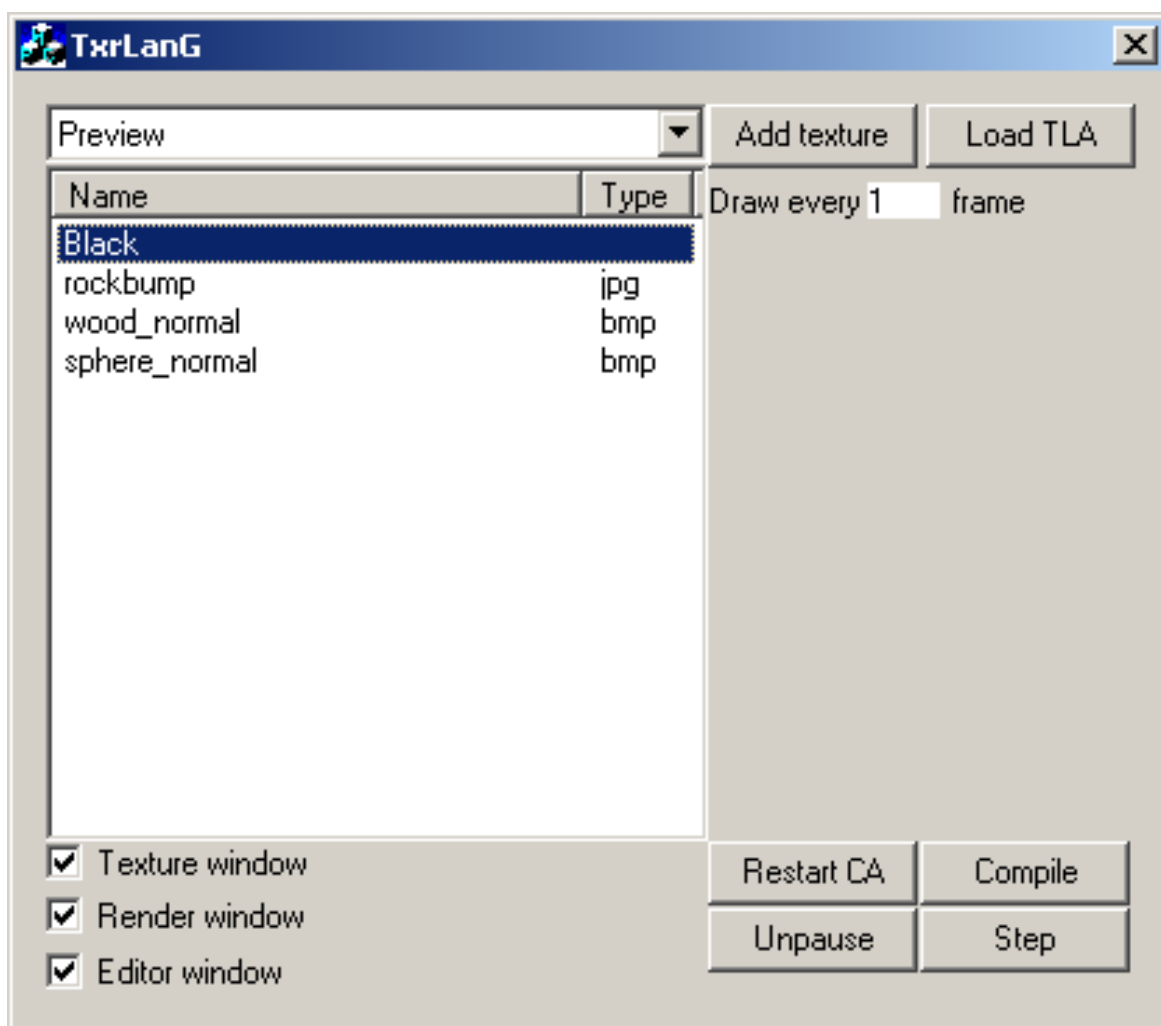 TxrLanG
Preview
Add texture
Load TLA
Name Type
Draw every 1 frame
Black
rockbump jpg
wood_normal bmp
sphere_normal bmp
Texture window
Render window
Editor window
Restart CA
Compile
Unpause
Step